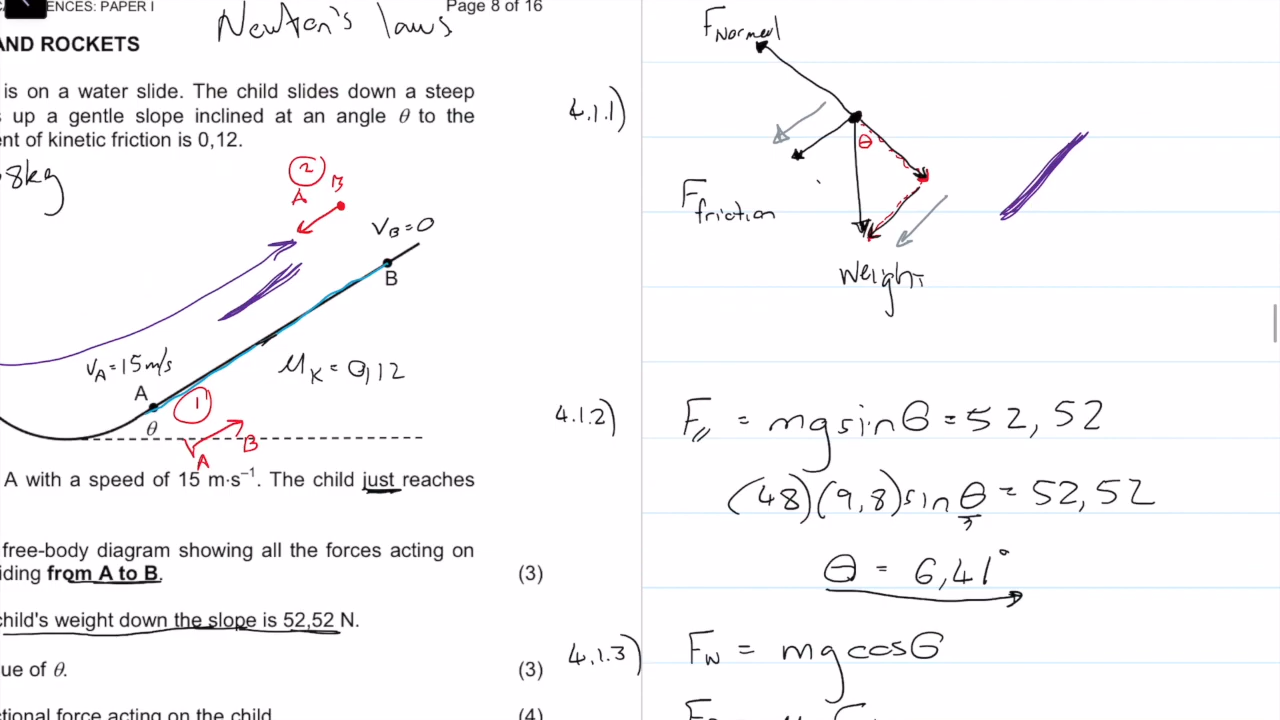 ENCES: PAPER I
Page 8 of 16
Newton's laws
AND ROCKETS
is on a water slide. The child slides down a steep
up a gentle slope inclined at an angle θ to the
ent of kinetic friction is 0,12.
8kg
2
A B
V_B = 0
B
V_A = 15 m/s
μ_K = 0,12
A
1
θ
V_A B
A with a speed of 15 m·s⁻¹. The child just reaches
free-body diagram showing all the forces acting on
iding from A to B.
(3)
child's weight down the slope is 52,52 N.
ue of θ.
(3)
ctional force acting on the child.
(4)
F_Normal
4.1.1)
θ
F_friction
Weight
4.1.2) F_// = mg sin θ = 52,52
(48)(9,8) sin θ = 52,52
θ = 6,41°
4.1.3) F_N = mg cos θ